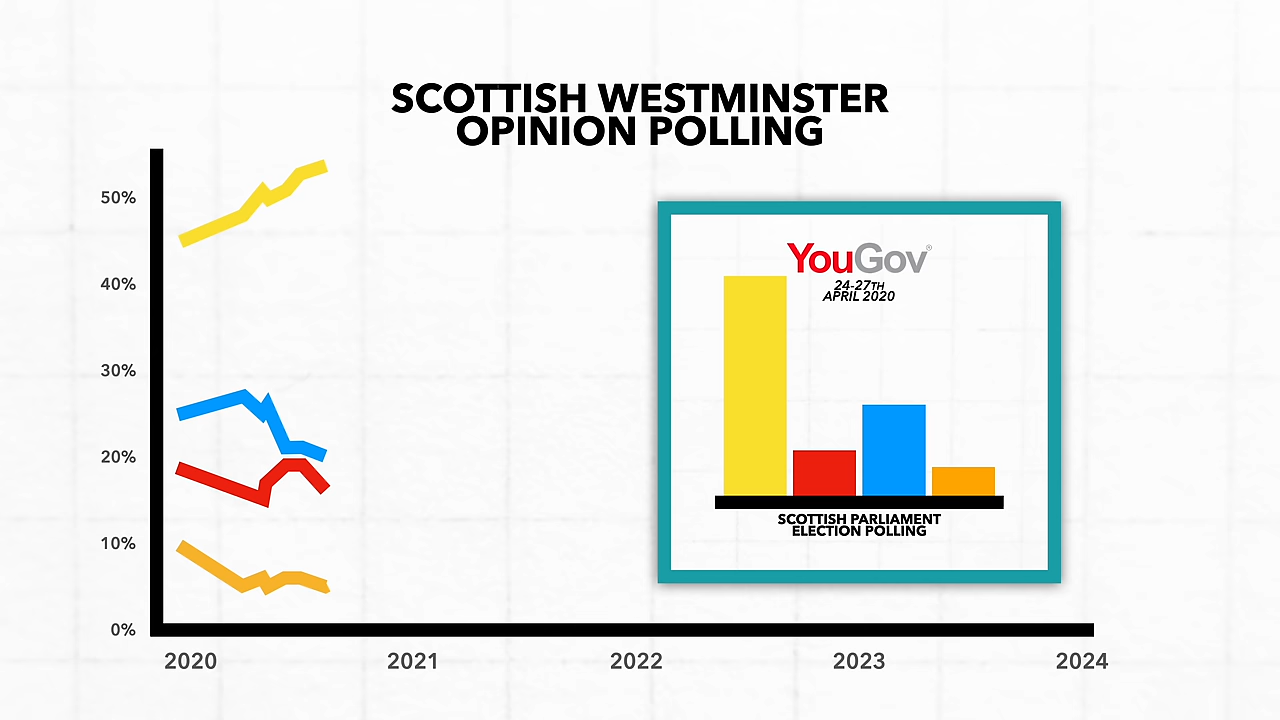 SCOTTISH WESTMINSTER
OPINION POLLING
50%
40%
30%
20%
10%
0%
2020
2021
2022
2023
2024
YouGov®
24-27TH
APRIL 2020
SCOTTISH PARLIAMENT
ELECTION POLLING